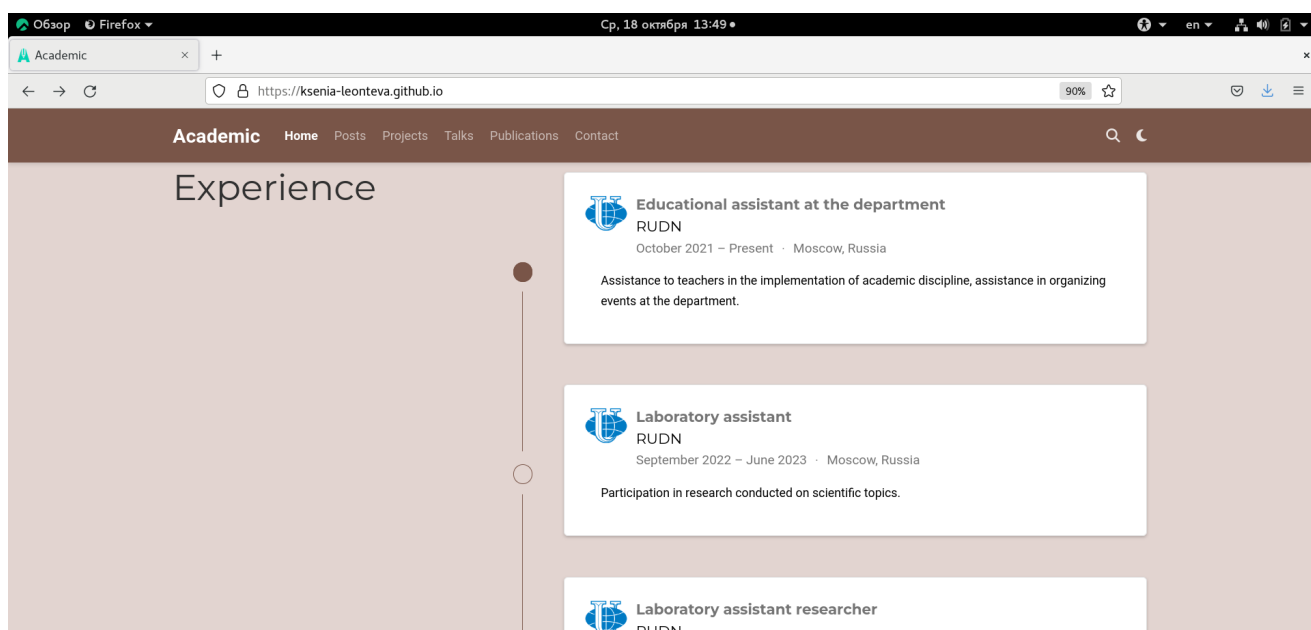 Обзор Firefox Ср, 18 октября 13:49 en
Academic
https://ksenia-leonteva.github.io 90%
Academic Home Posts Projects Talks Publications Contact
Experience
Educational assistant at the department
RUDN
October 2021 – Present · Moscow, Russia
Assistance to teachers in the implementation of academic discipline, assistance in organizing
events at the department.
Laboratory assistant
RUDN
September 2022 – June 2023 · Moscow, Russia
Participation in research conducted on scientific topics.
Laboratory assistant researcher
RUDN